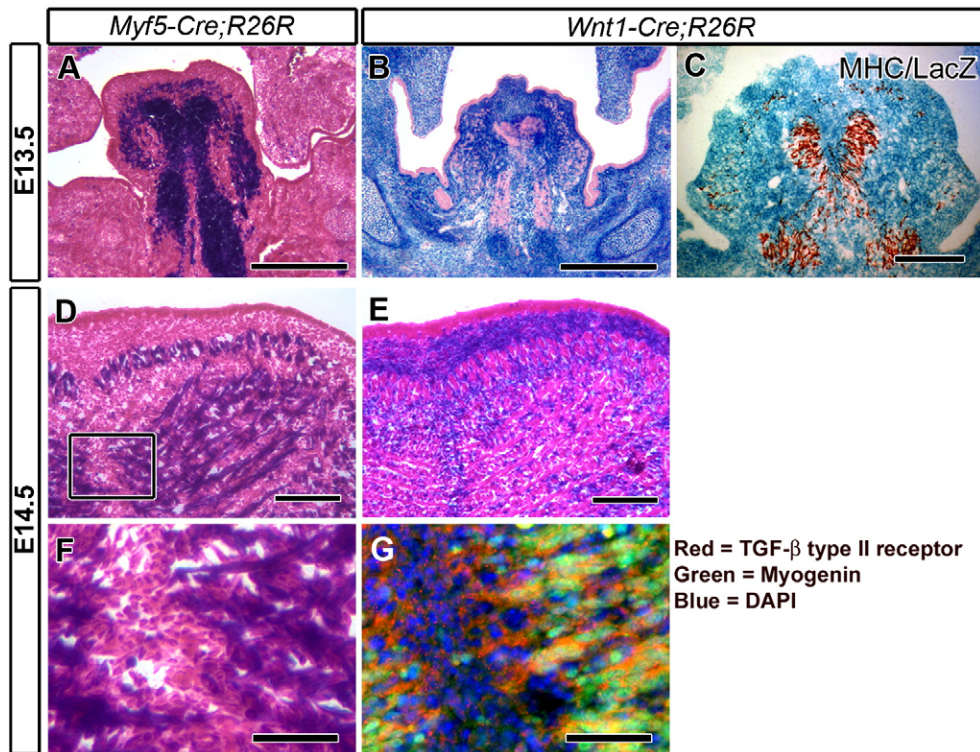 Myf5-Cre;R26R
Wnt1-Cre;R26R
E13.5
A
B
C
MHC/LacZ
E14.5
D
E
F
G
Red = TGF-β type II receptor
Green = Myogenin
Blue = DAPI